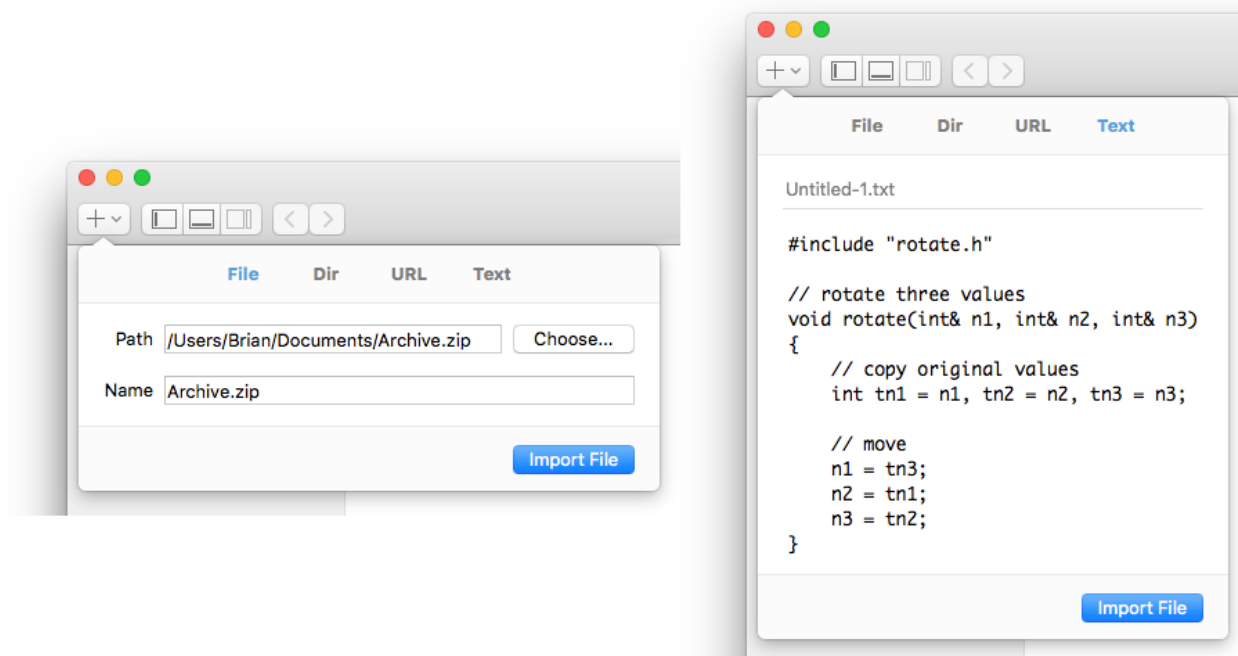 File Dir URL Text
Path /Users/Brian/Documents/Archive.zip Choose...
Name Archive.zip
Import File
File Dir URL Text
Untitled-1.txt
#include "rotate.h"
// rotate three values
void rotate(int& n1, int& n2, int& n3)
{
// copy original values
int tn1 = n1, tn2 = n2, tn3 = n3;
// move
n1 = tn3;
n2 = tn1;
n3 = tn2;
}
Import File